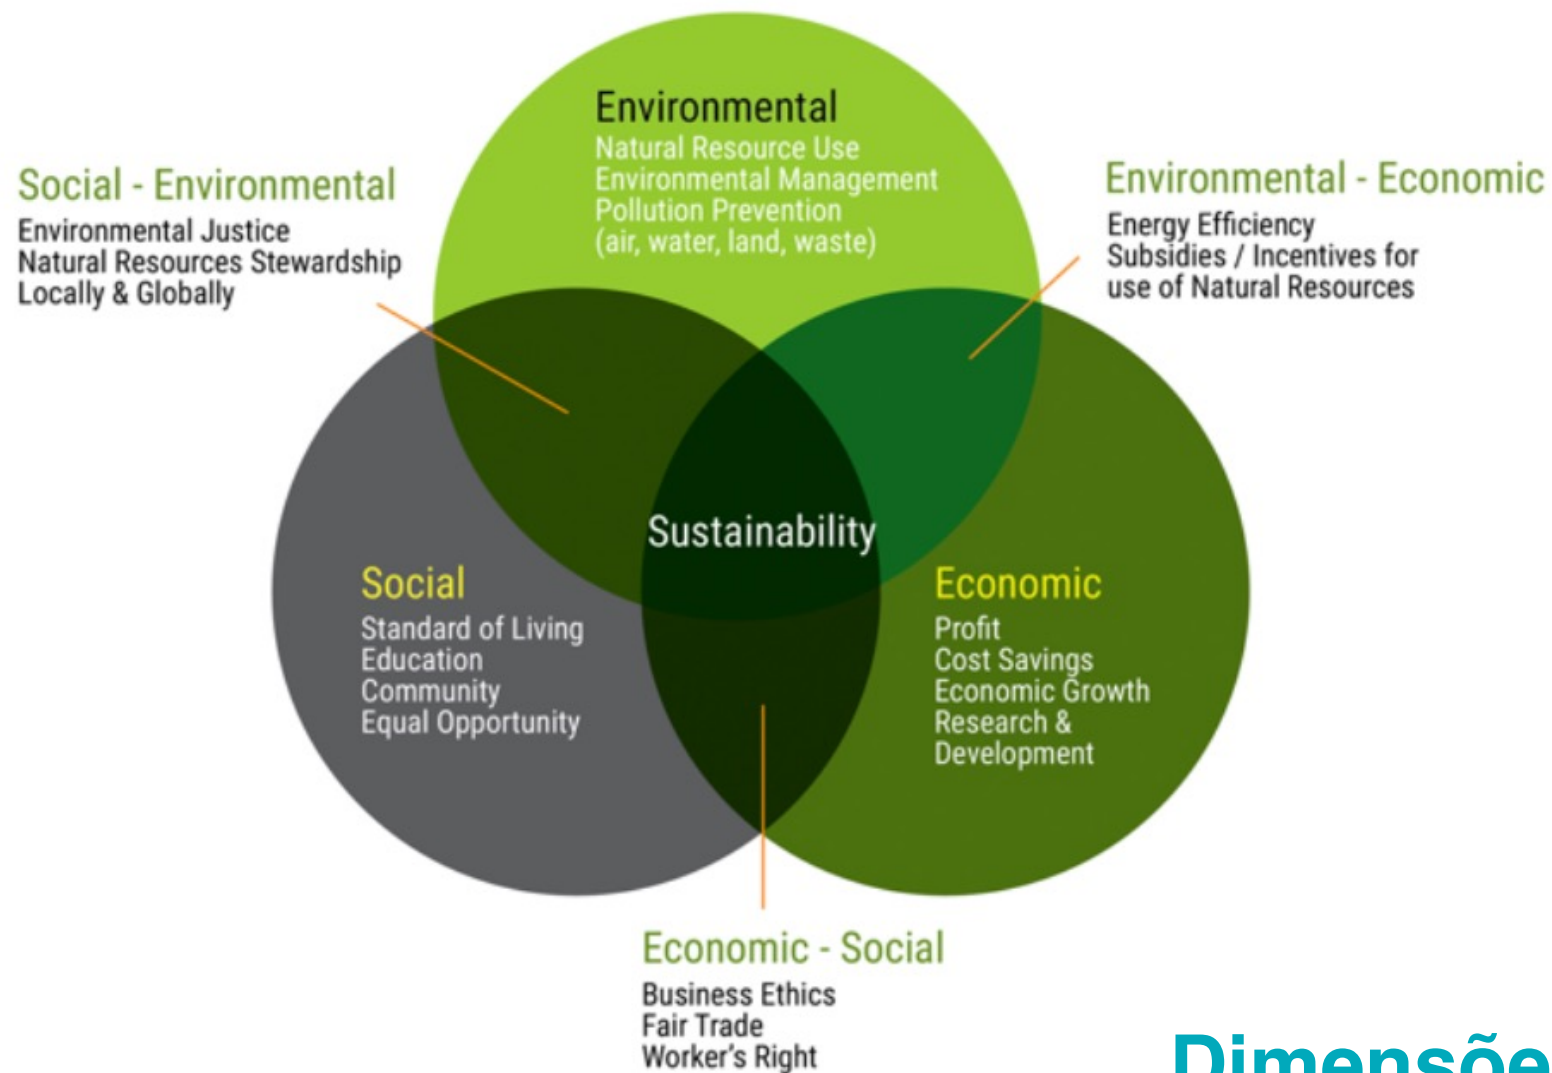 Environmental
Natural Resource Use
Environmental Management
Pollution Prevention
(air, water, land, waste)
Social - Environmental
Environmental Justice
Natural Resources Stewardship
Locally & Globally
Environmental - Economic
Energy Efficiency
Subsidies / Incentives for
use of Natural Resources
Sustainability
Social
Standard of Living
Education
Community
Equal Opportunity
Economic
Profit
Cost Savings
Economic Growth
Research &
Development
Economic - Social
Business Ethics
Fair Trade
Worker's Right
Dimensõe